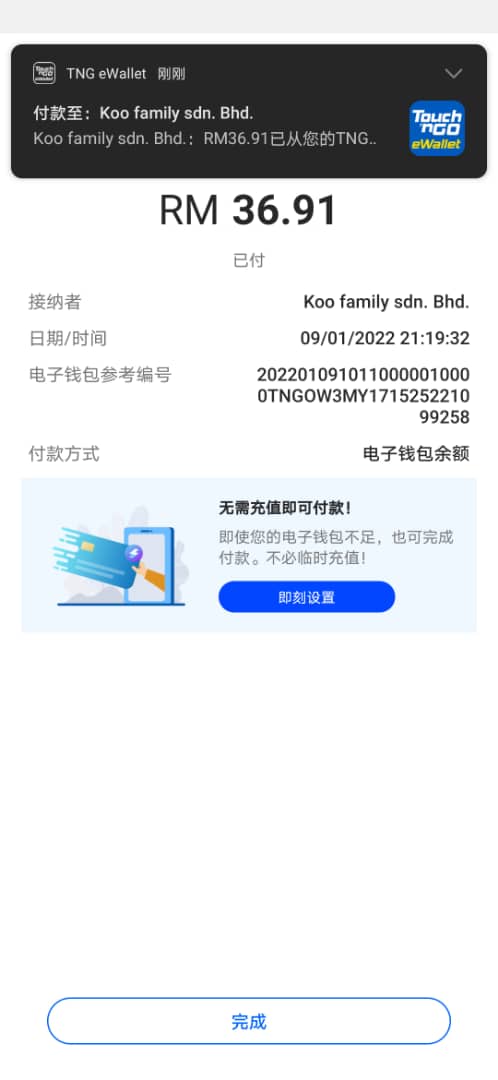 TNG eWallet 刚刚
付款至：Koo family sdn. Bhd.
Koo family sdn. Bhd.：RM36.91已从您的TNG..
Touch
'nGO
eWallet
RM 36.91
已付
接纳者 Koo family sdn. Bhd.
日期/时间 09/01/2022 21:19:32
电子钱包参考编号 202201091011000001000
0TNGOW3MY1715252210
99258
付款方式 电子钱包余额
无需充值即可付款！
即使您的电子钱包不足，也可完成
付款。不必临时充值！
即刻设置
完成